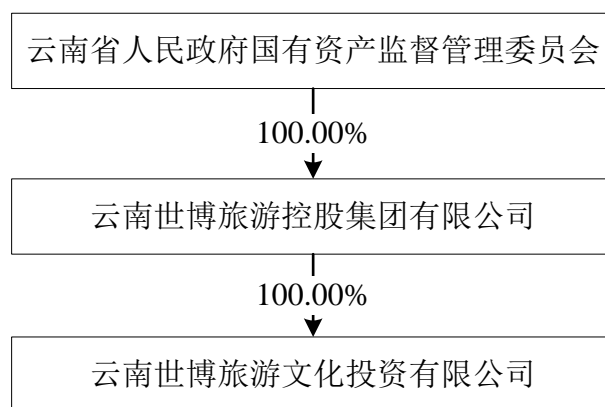 云南省人民政府国有资产监督管理委员会
100.00%
云南世博旅游控股集团有限公司
100.00%
云南世博旅游文化投资有限公司